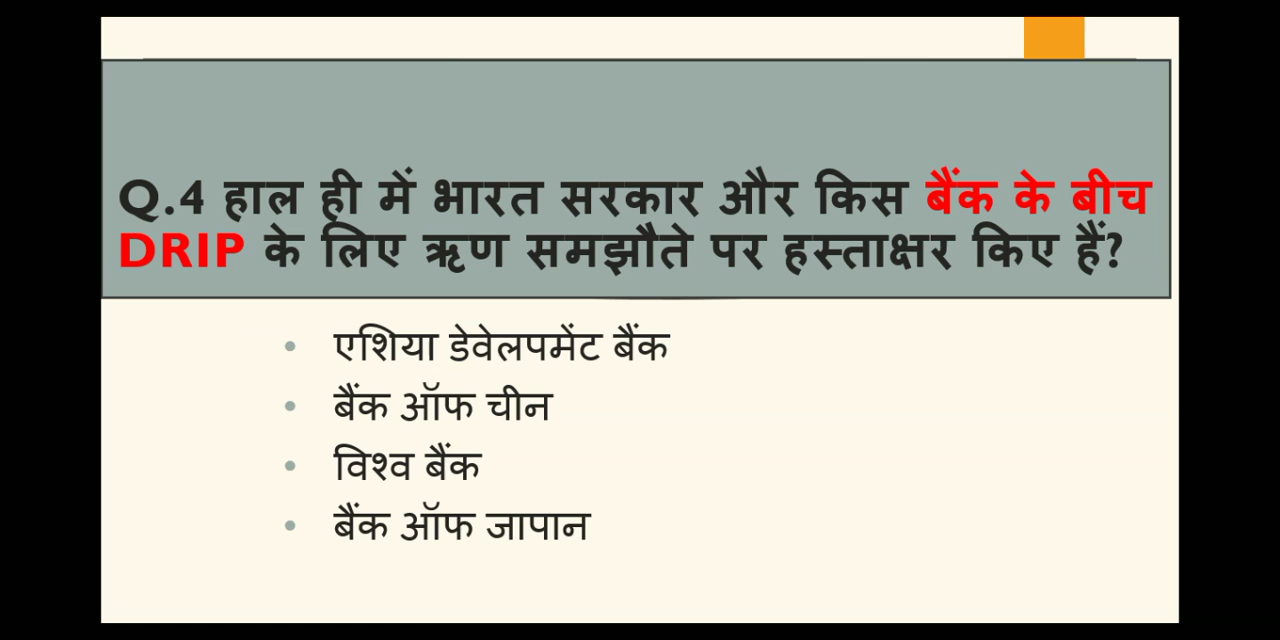 Q.4 हाल ही में भारत सरकार और किस बैंक के बीच
DRIP के लिए ऋण समझौते पर हस्ताक्षर किए हैं?
• एशिया डेवेलपमेंट बैंक
• बैंक ऑफ चीन
• विश्व बैंक
• बैंक ऑफ जापान